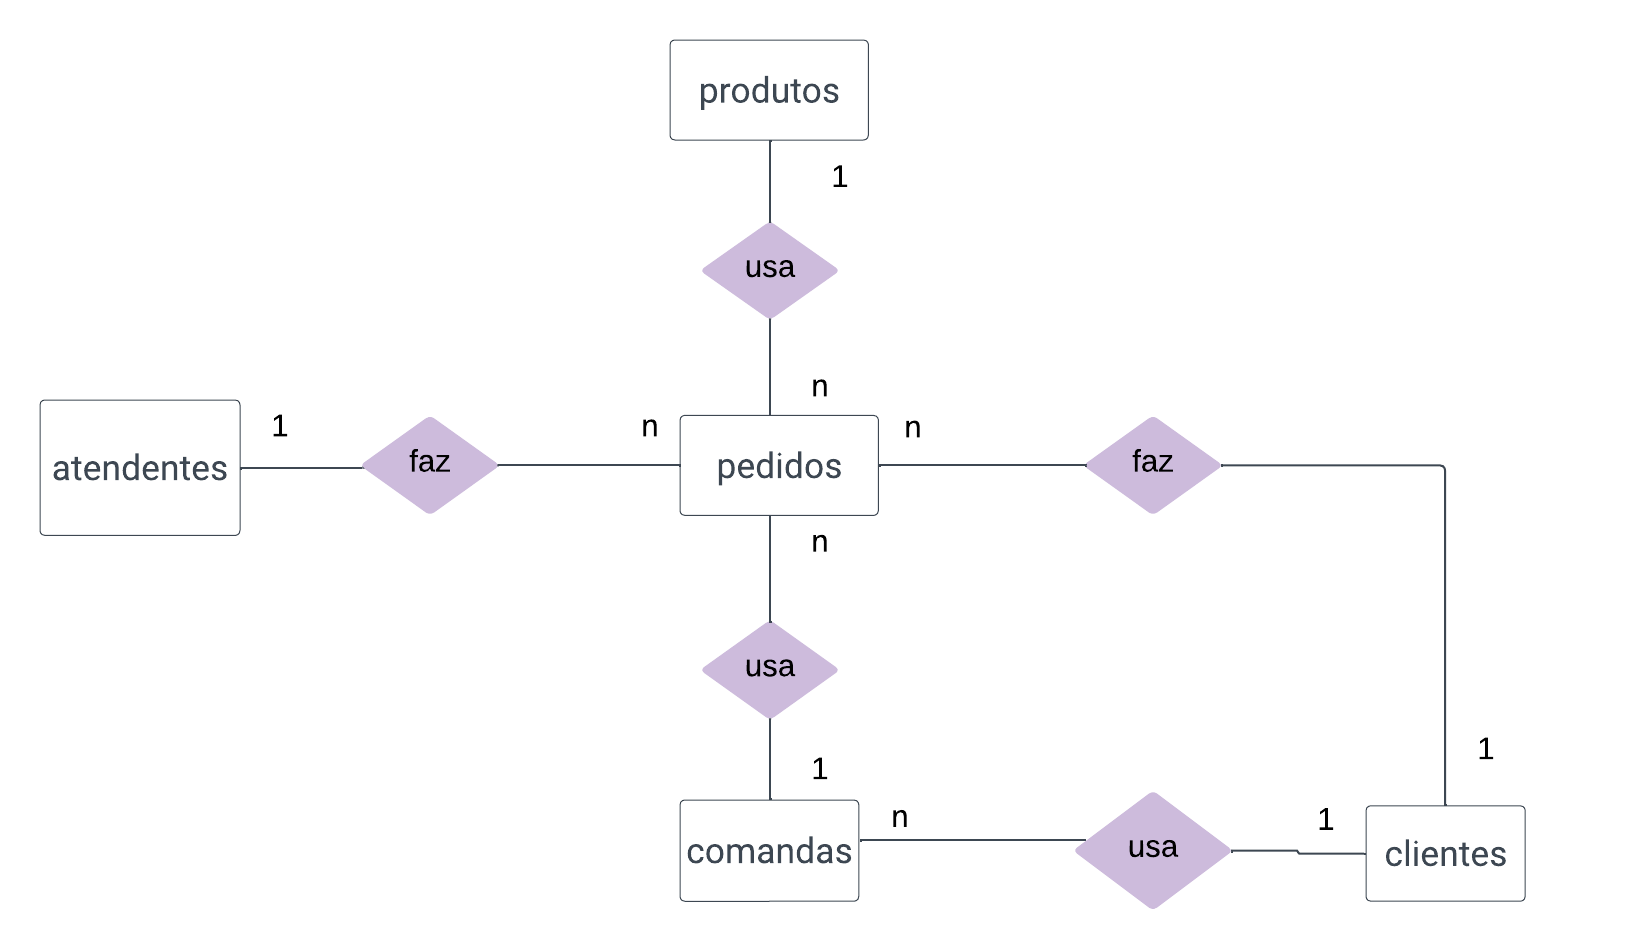 produtos
1
usa
n
atendentes
1
faz
n
pedidos
n
faz
n
usa
1
1
comandas
n
usa
1
clientes